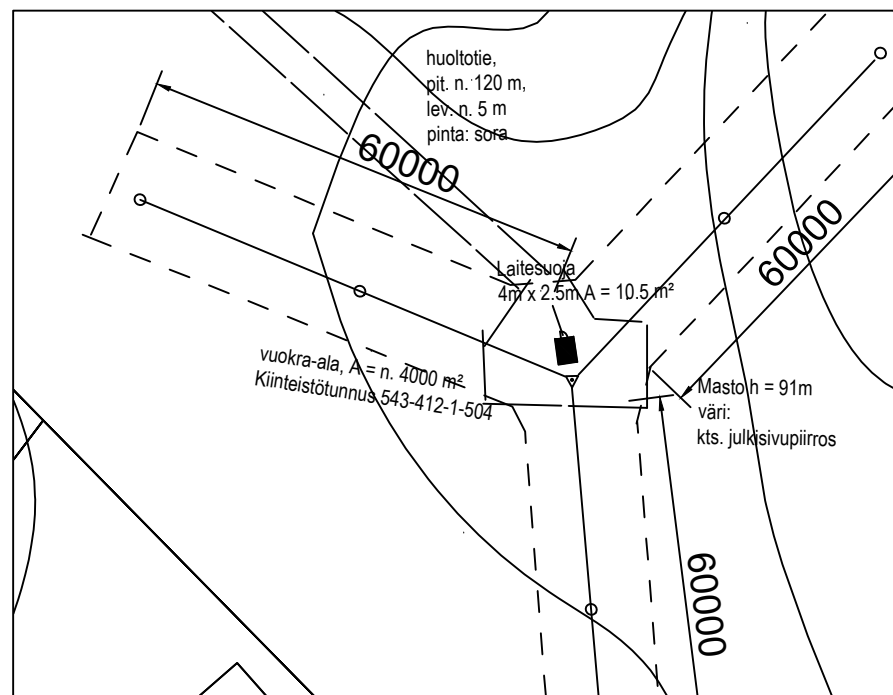 huoltotie,
pit. n. 120 m,
lev. n. 5 m
pinta: sora
60000
60000
Laitesuoja
4m x 2.5m A = 10.5 m²
vuokra-ala, A = n. 4000 m²
Kiinteistötunnus 543-412-1-504
Masto h = 91m
väri:
kts. julkisivupiirros
60000